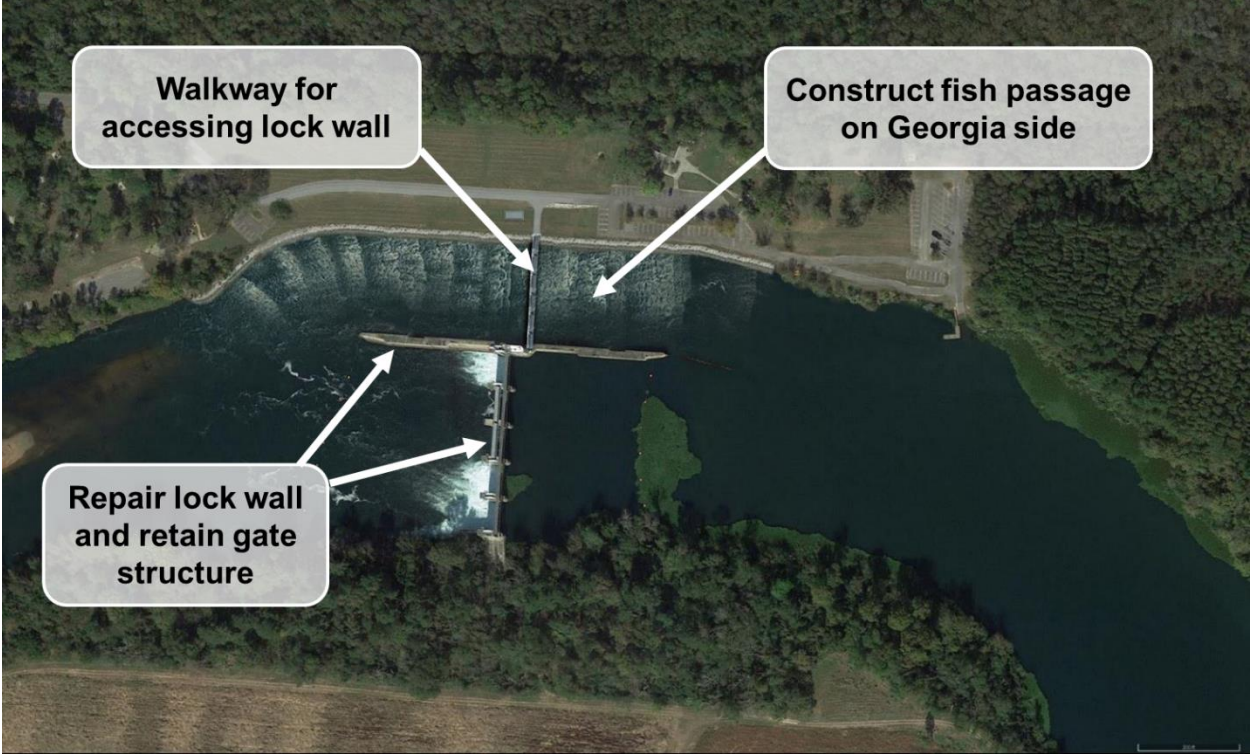 Walkway for
accessing lock wall
Construct fish passage
on Georgia side
Repair lock wall
and retain gate
structure